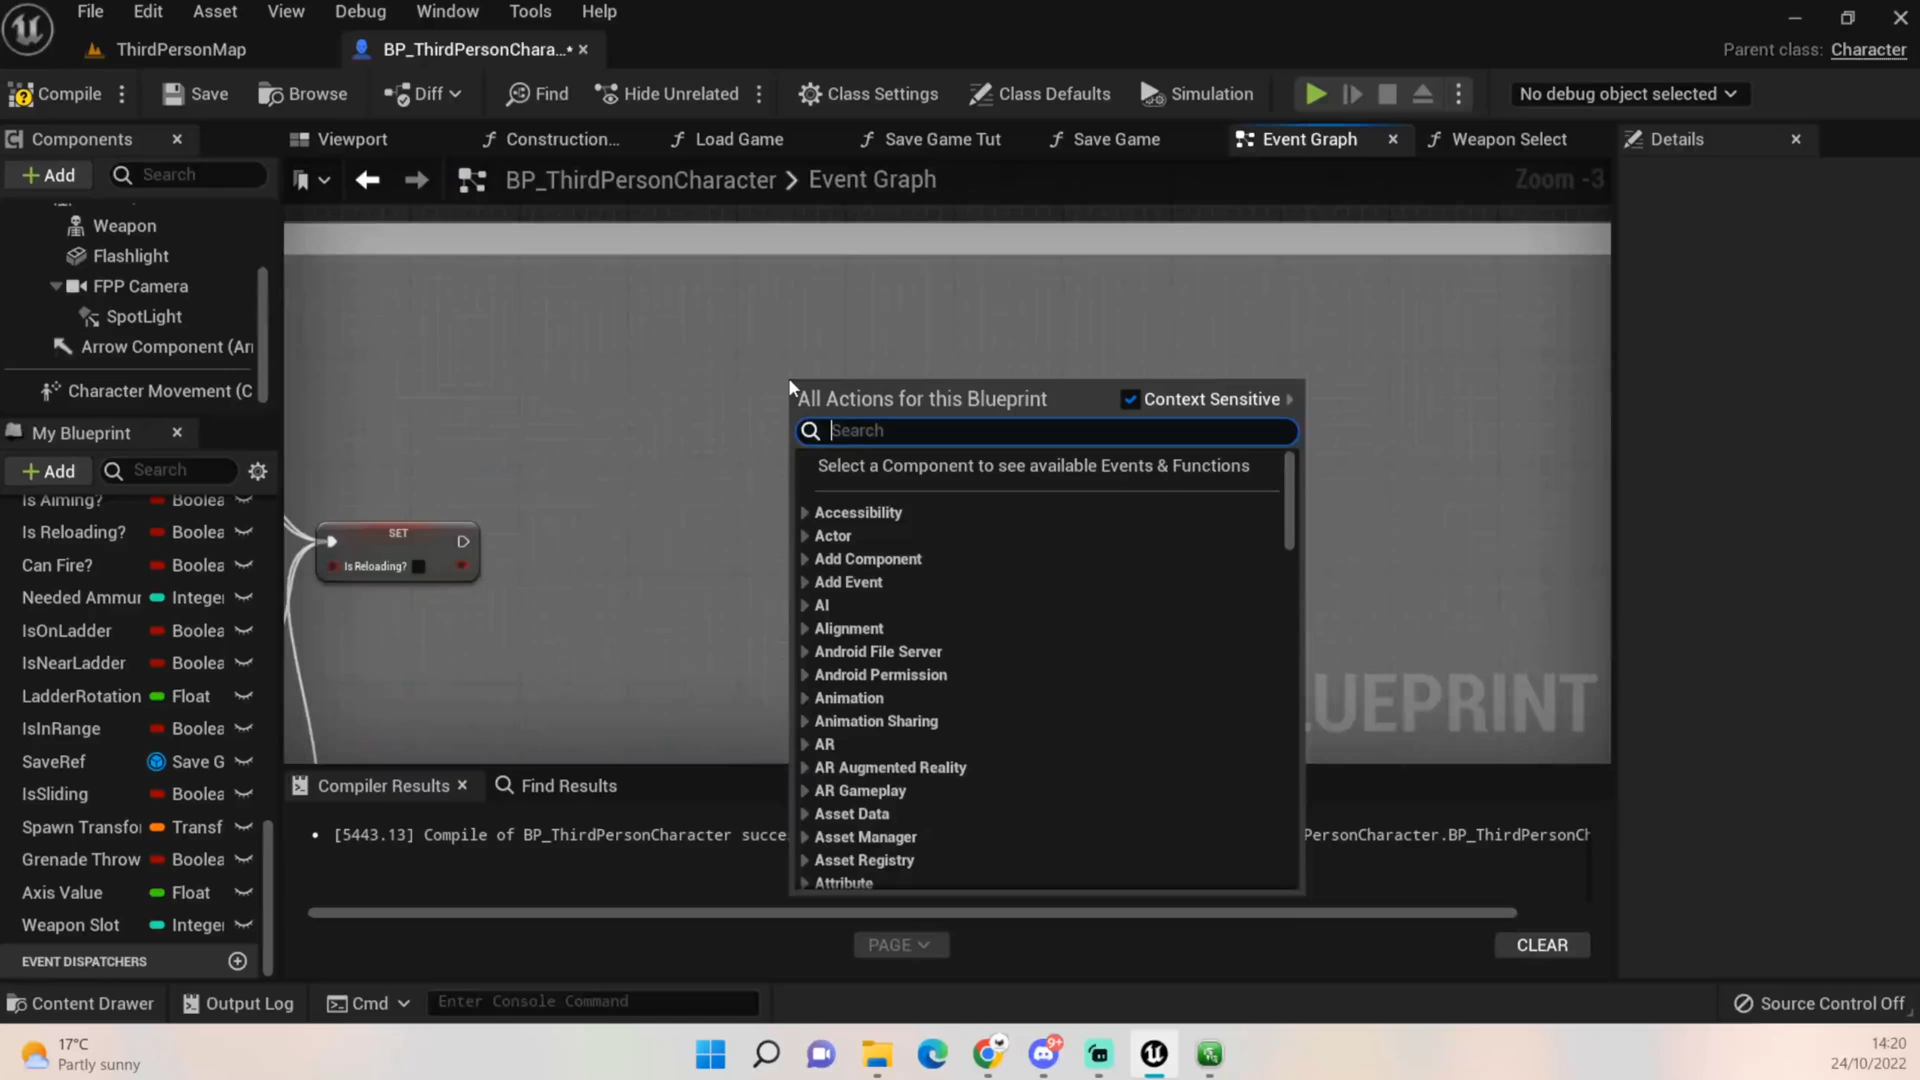 File Edit Asset View Debug Window Tools Help
ThirdPersonMap
BP_ThirdPersonChara...•
Parent class: Character
Compile
Save
Browse
Diff
Find
Hide Unrelated
Class Settings
Class Defaults
Simulation
No debug object selected
Components
Viewport
Construction...
Load Game
Save Game Tut
Save Game
Event Graph
Weapon Select
Details
+ Add
Search
BP_ThirdPersonCharacter > Event Graph
Zoom -3
Weapon
Flashlight
FPP Camera
SpotLight
Arrow Component (Arr
Character Movement (C
My Blueprint
+ Add
Search
Is Aiming? Boolea
Is Reloading? Boolea
Can Fire? Boolea
Needed Ammur Integer
IsOnLadder Boolea
IsNearLadder Boolea
LadderRotation Float
IsInRange Boolea
SaveRef Save G
IsSliding Boolea
Spawn Transfor Transf
Grenade Throw Boolea
Axis Value Float
Weapon Slot Integer
EVENT DISPATCHERS
SET
Is Reloading?
All Actions for this Blueprint
Context Sensitive
Search
Select a Component to see available Events & Functions
Accessibility
Actor
Add Component
Add Event
AI
Alignment
Android File Server
Android Permission
Animation
Animation Sharing
AR
AR Augmented Reality
AR Gameplay
Asset Data
Asset Manager
Asset Registry
Attribute
LUEPRINT
Compiler Results
Find Results
[5443.13] Compile of BP_ThirdPersonCharacter succe
PersonCharacter.BP_ThirdPersonCh
PAGE
CLEAR
Content Drawer
Output Log
Cmd
Enter Console Command
Source Control Off
17°C
Partly sunny
9+
14:20
24/10/2022